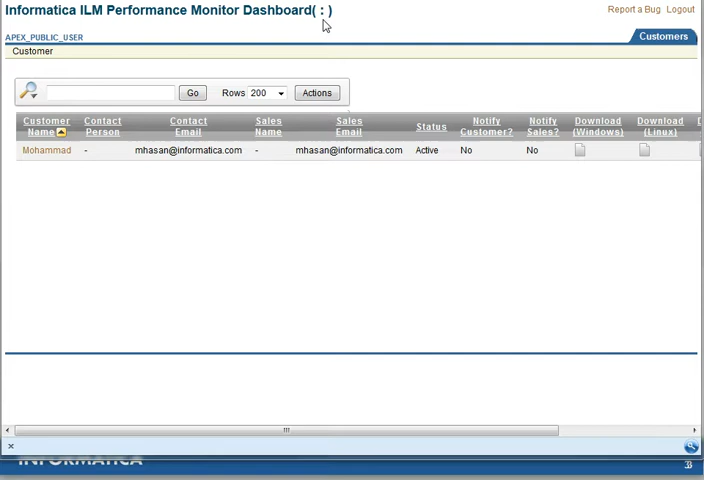 Informatica ILM Performance Monitor Dashboard( : )
Report a Bug Logout
APEX_PUBLIC_USER
Customers
Customer
Go Rows 200 Actions
Customer Name Contact Person Contact Email Sales Name Sales Email Status Notify Customer? Notify Sales? Download (Windows) Download (Linux)
Mohammad - mhasan@informatica.com - mhasan@informatica.com Active No No
INFORMATICA